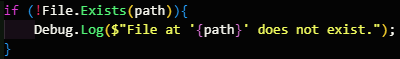 if (!File.Exists(path)){
    Debug.Log($"File at '{path}' does not exist.");
}